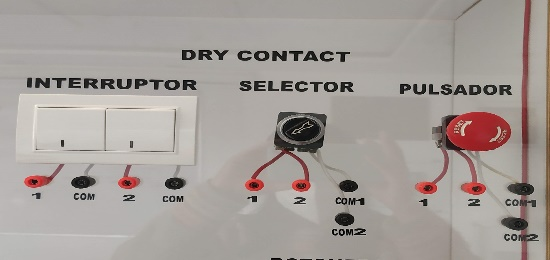 DRY CONTACT
INTERRUPTOR SELECTOR PULSADOR
1 COM 2 COM 1 2 COM1 1 2 COM1
COM2 COM2